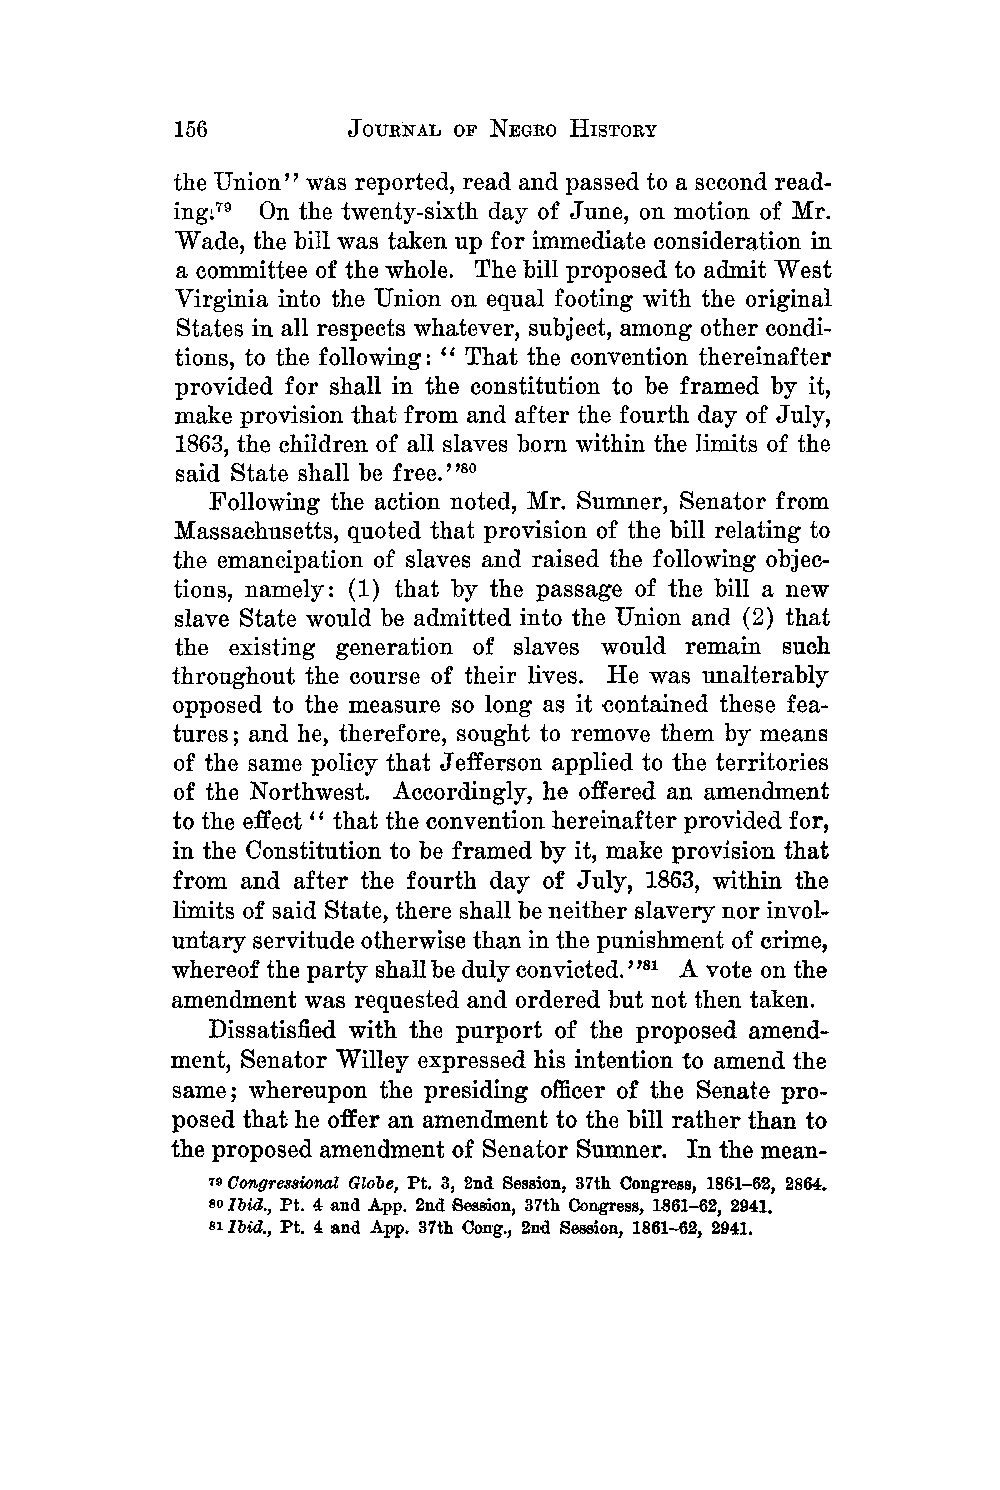 156 JOURNAL OF NEGRO HISTORY
the Union'' was reported, read and passed to a second read-
ing.79 On the twenty-sixth day of June, on motion of Mr.
Wade, the bill was taken up for immediate consideration in
a committee of the whole. The bill proposed to admit West
Virginia into the Union on equal footing with the original
States in all respects whatever, subject, among other condi-
tions, to the following: “ That the convention thereinafter
provided for shall in the constitution to be framed by it,
make provision that from and after the fourth day of July,
1863, the children of all slaves born within the limits of the
said State shall be free.''80
Following the action noted, Mr. Sumner, Senator from
Massachusetts, quoted that provision of the bill relating to
the emancipation of slaves and raised the following objec-
tions, namely: (1) that by the passage of the bill a new
slave State would be admitted into the Union and (2) that
the existing generation of slaves would remain such
throughout the course of their lives. He was unalterably
opposed to the measure so long as it contained these fea-
tures; and he, therefore, sought to remove them by means
of the same policy that Jefferson applied to the territories
of the Northwest. Accordingly, he offered an amendment
to the effect “ that the convention hereinafter provided for,
in the Constitution to be framed by it, make provision that
from and after the fourth day of July, 1863, within the
limits of said State, there shall be neither slavery nor invol-
untary servitude otherwise than in the punishment of crime,
whereof the party shall be duly convicted.''81 A vote on the
amendment was requested and ordered but not then taken.
Dissatisfied with the purport of the proposed amend-
ment, Senator Willey expressed his intention to amend the
same; whereupon the presiding officer of the Senate pro-
posed that he offer an amendment to the bill rather than to
the proposed amendment of Senator Sumner. In the mean-
79 Congressional Globe, Pt. 3, 2nd Session, 37th Congress, 1861–62, 2864.
80 Ibid., Pt. 4 and App. 2nd Session, 37th Congress, 1861–62, 2941.
81 Ibid., Pt. 4 and App. 37th Cong., 2nd Session, 1861–62, 2941.